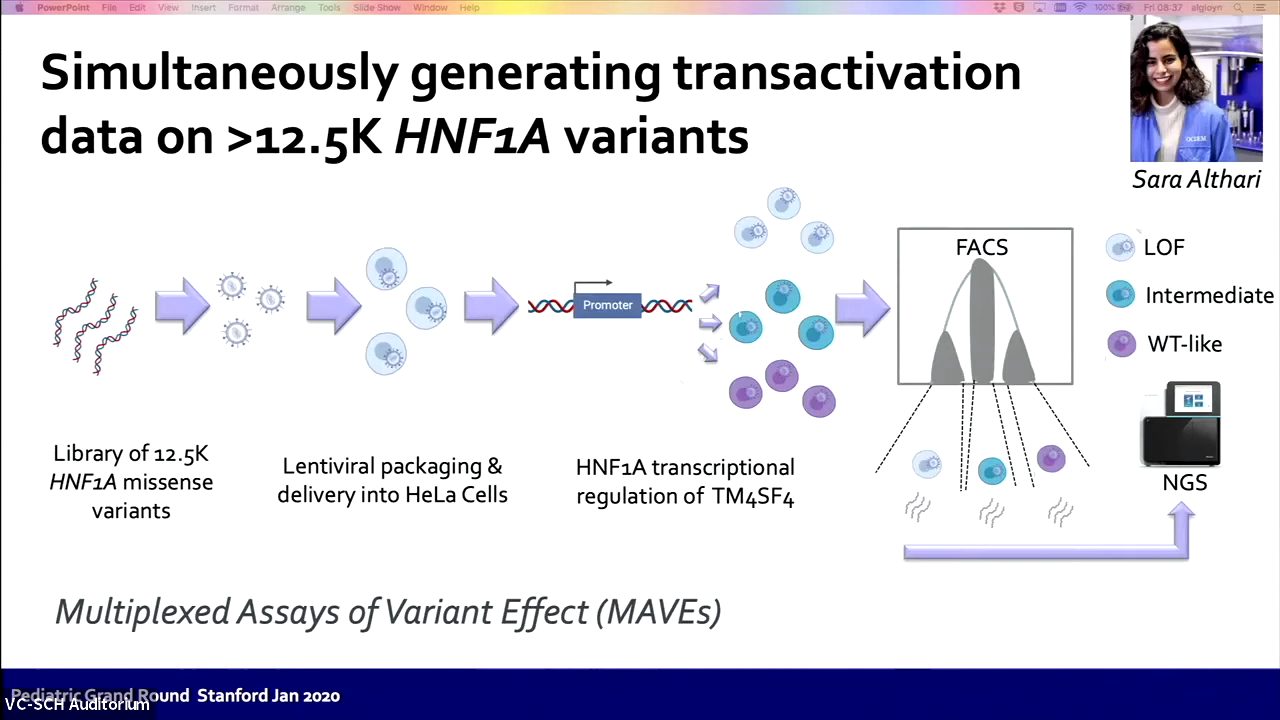 PowerPoint File Edit View Insert Format Arrange Tools Slide Show Window Help 100% Fri 08:37 algloyn
Simultaneously generating transactivation
data on >12.5K HNF1A variants
OCDEM
Sara Althari
FACS
LOF
Intermediate
WT-like
Promoter
Library of 12.5K
HNF1A missense
variants
Lentiviral packaging &
delivery into HeLa Cells
HNF1A transcriptional
regulation of TM4SF4
NGS
Multiplexed Assays of Variant Effect (MAVEs)
Pediatric Grand Round Stanford Jan 2020
VC-SCH Auditorium